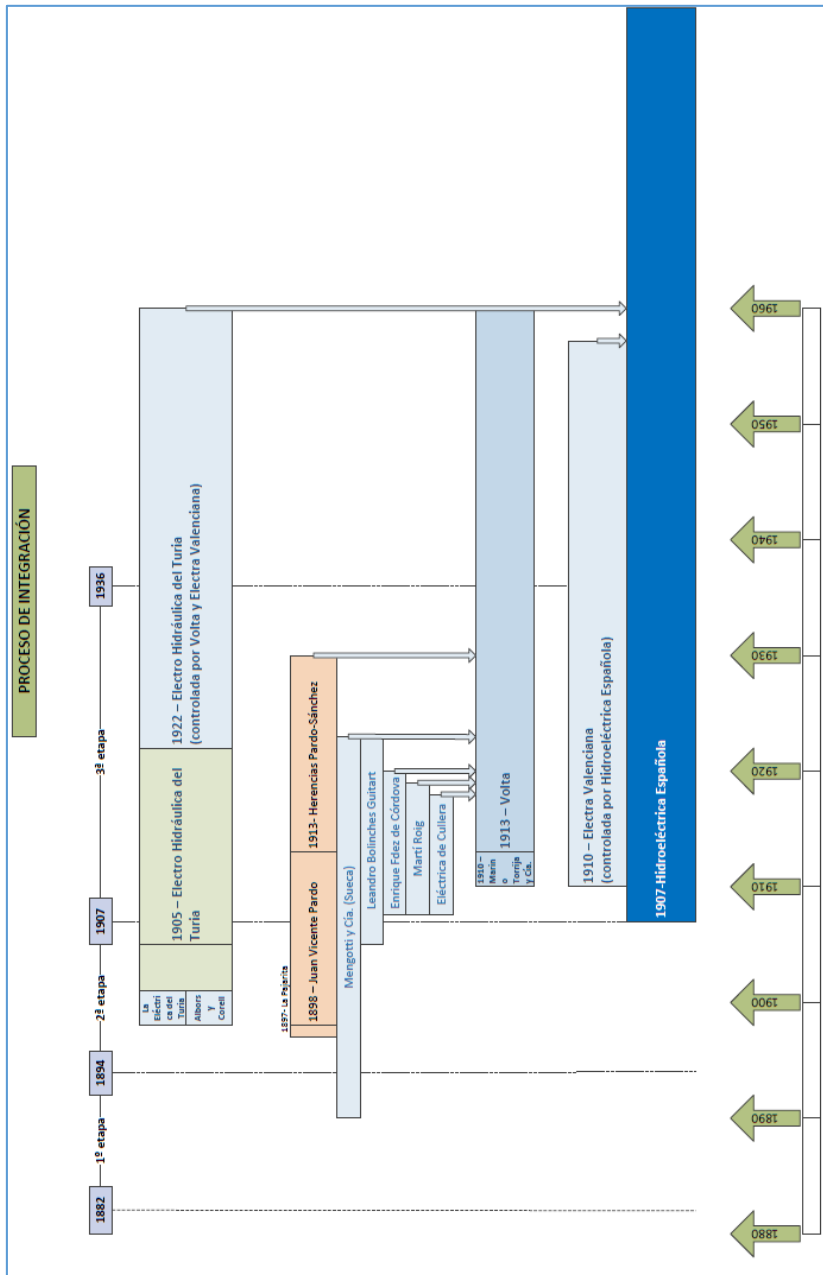 PROCESO DE INTEGRACIÓN
1882
1º etapa
1894
2ª etapa
1907
3ª etapa
1936
La
Eléctri
ca del
Turia
Albors
y
Corell
1905 – Electro Hidráulica del
Turia
1922 – Electro Hidráulica del Turia
(controlada por Volta y Electra Valenciana)
1897- La Pajarita
1898 – Juan Vicente Pardo
1913- Herencias Pardo-Sánchez
Mengotti y Cía. (Sueca)
Leandro Bolinches Guitart
Enrique Fdez de Córdova
Martí Roig
Eléctrica de Cullera
1910 –
Marín
o
Torrija
y Cía.
1913 – Volta
1910 – Electra Valenciana
(controlada por Hidroeléctrica Española)
1907-Hidroeléctrica Española
1880
1890
1900
1910
1920
1930
1940
1950
1960